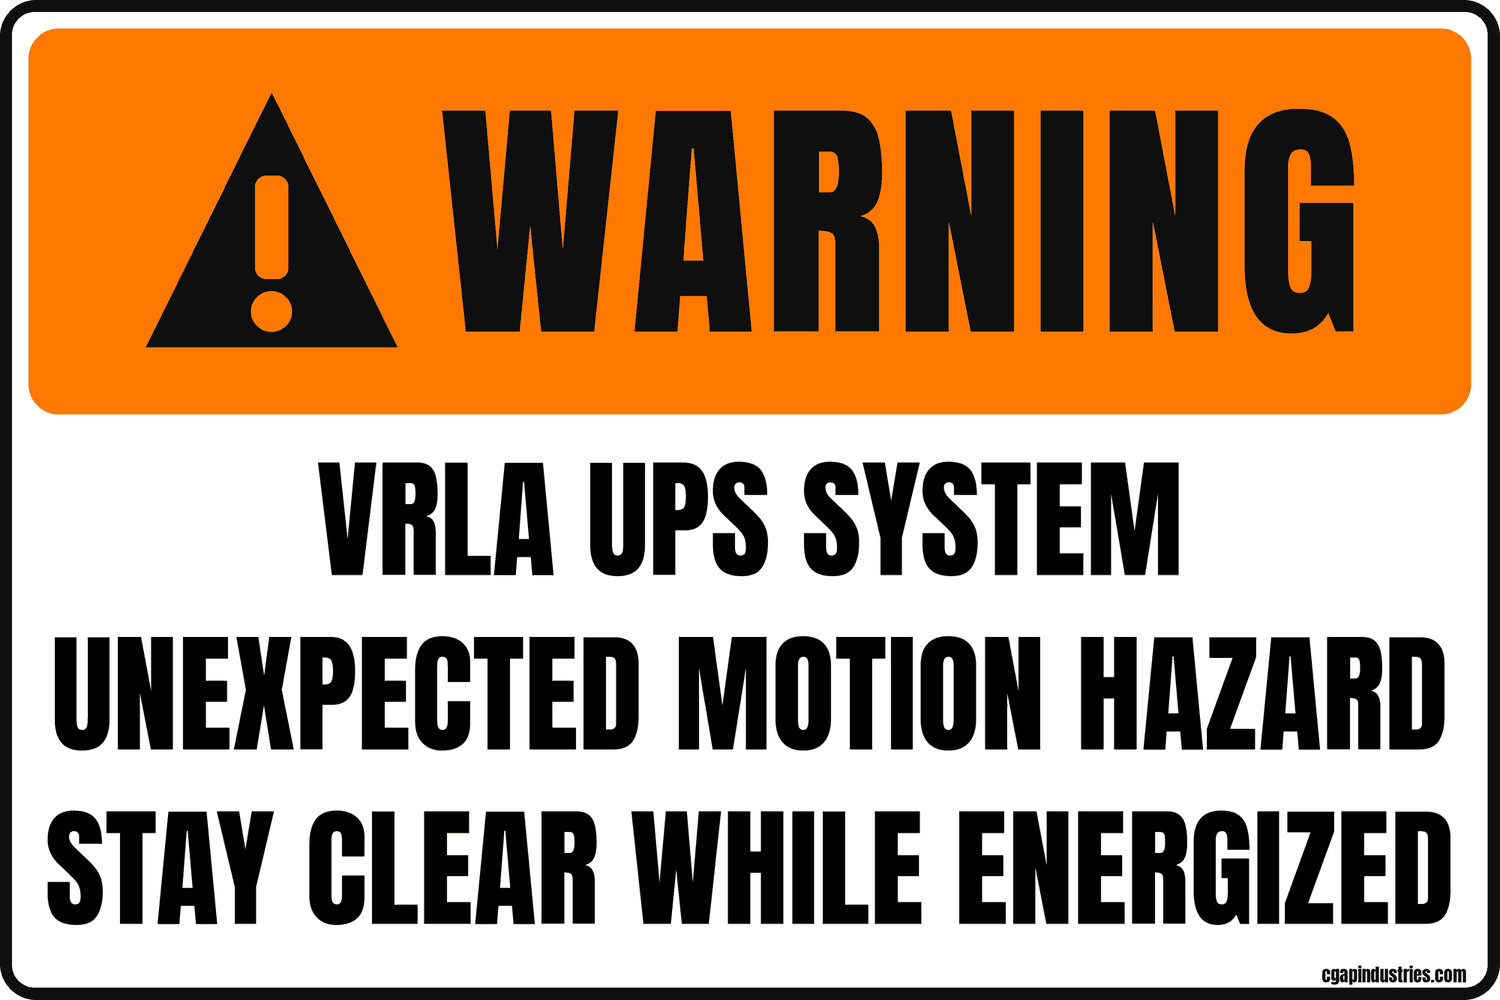 WARNING
VRLA UPS SYSTEM
UNEXPECTED MOTION HAZARD
STAY CLEAR WHILE ENERGIZED
cgapindustries.com